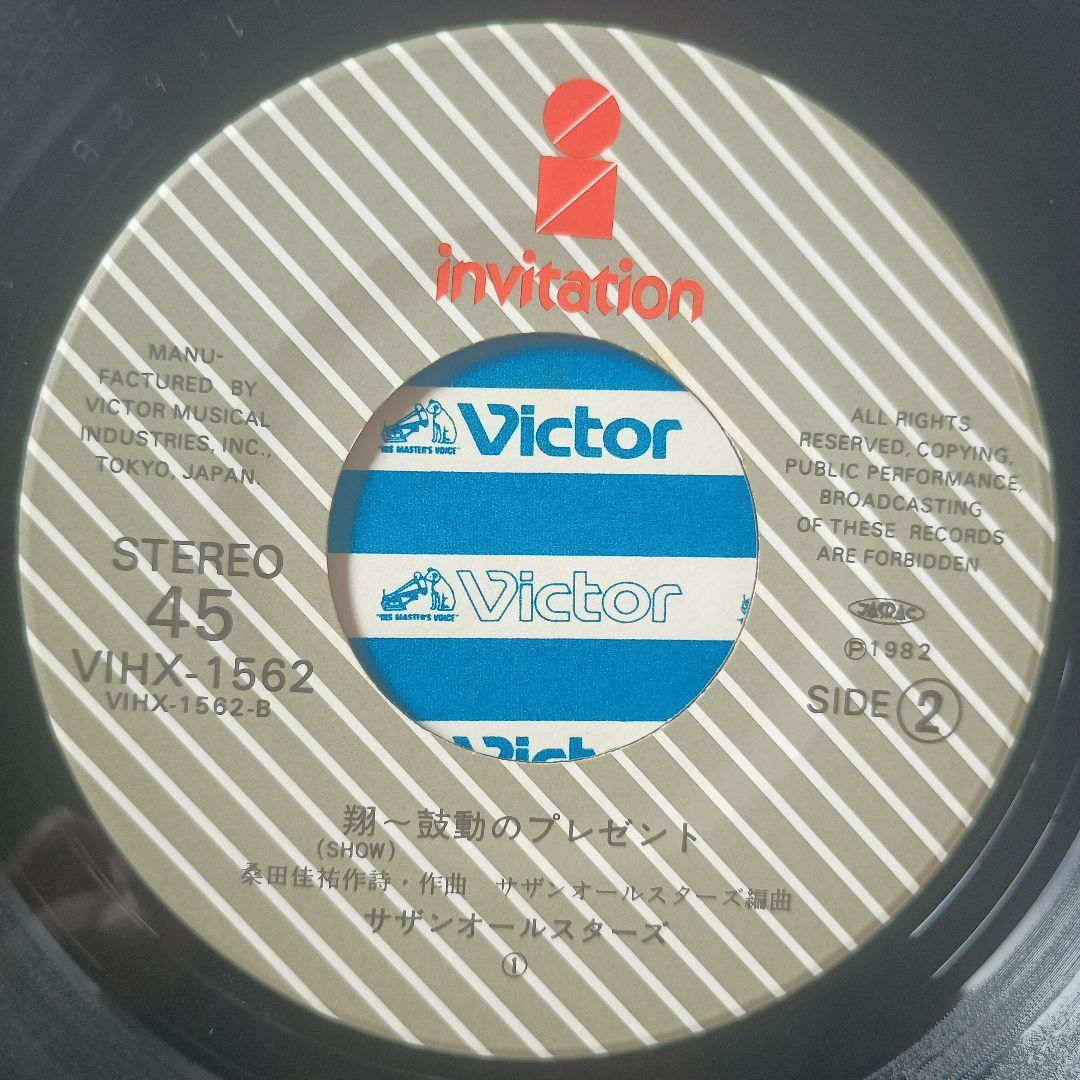 invitation
MANU-
FACTURED BY
VICTOR MUSICAL
INDUSTRIES, INC.,
TOKYO, JAPAN.
STEREO
45
VIHX-1562
VIHX-1562-B
"HIS MASTER'S VOICE"
Victor
"HIS MASTER'S VOICE"
Victor
Victor
ALL RIGHTS
RESERVED, COPYING,
PUBLIC PERFORMANCE,
BROADCASTING
OF THESE RECORDS
ARE FORBIDDEN
JASRAC
Ⓟ1982
SIDE ②
翔～鼓動のプレゼント
(SHOW)
桑田佳祐作詩・作曲 サザンオールスターズ編曲
サザンオールスターズ
①